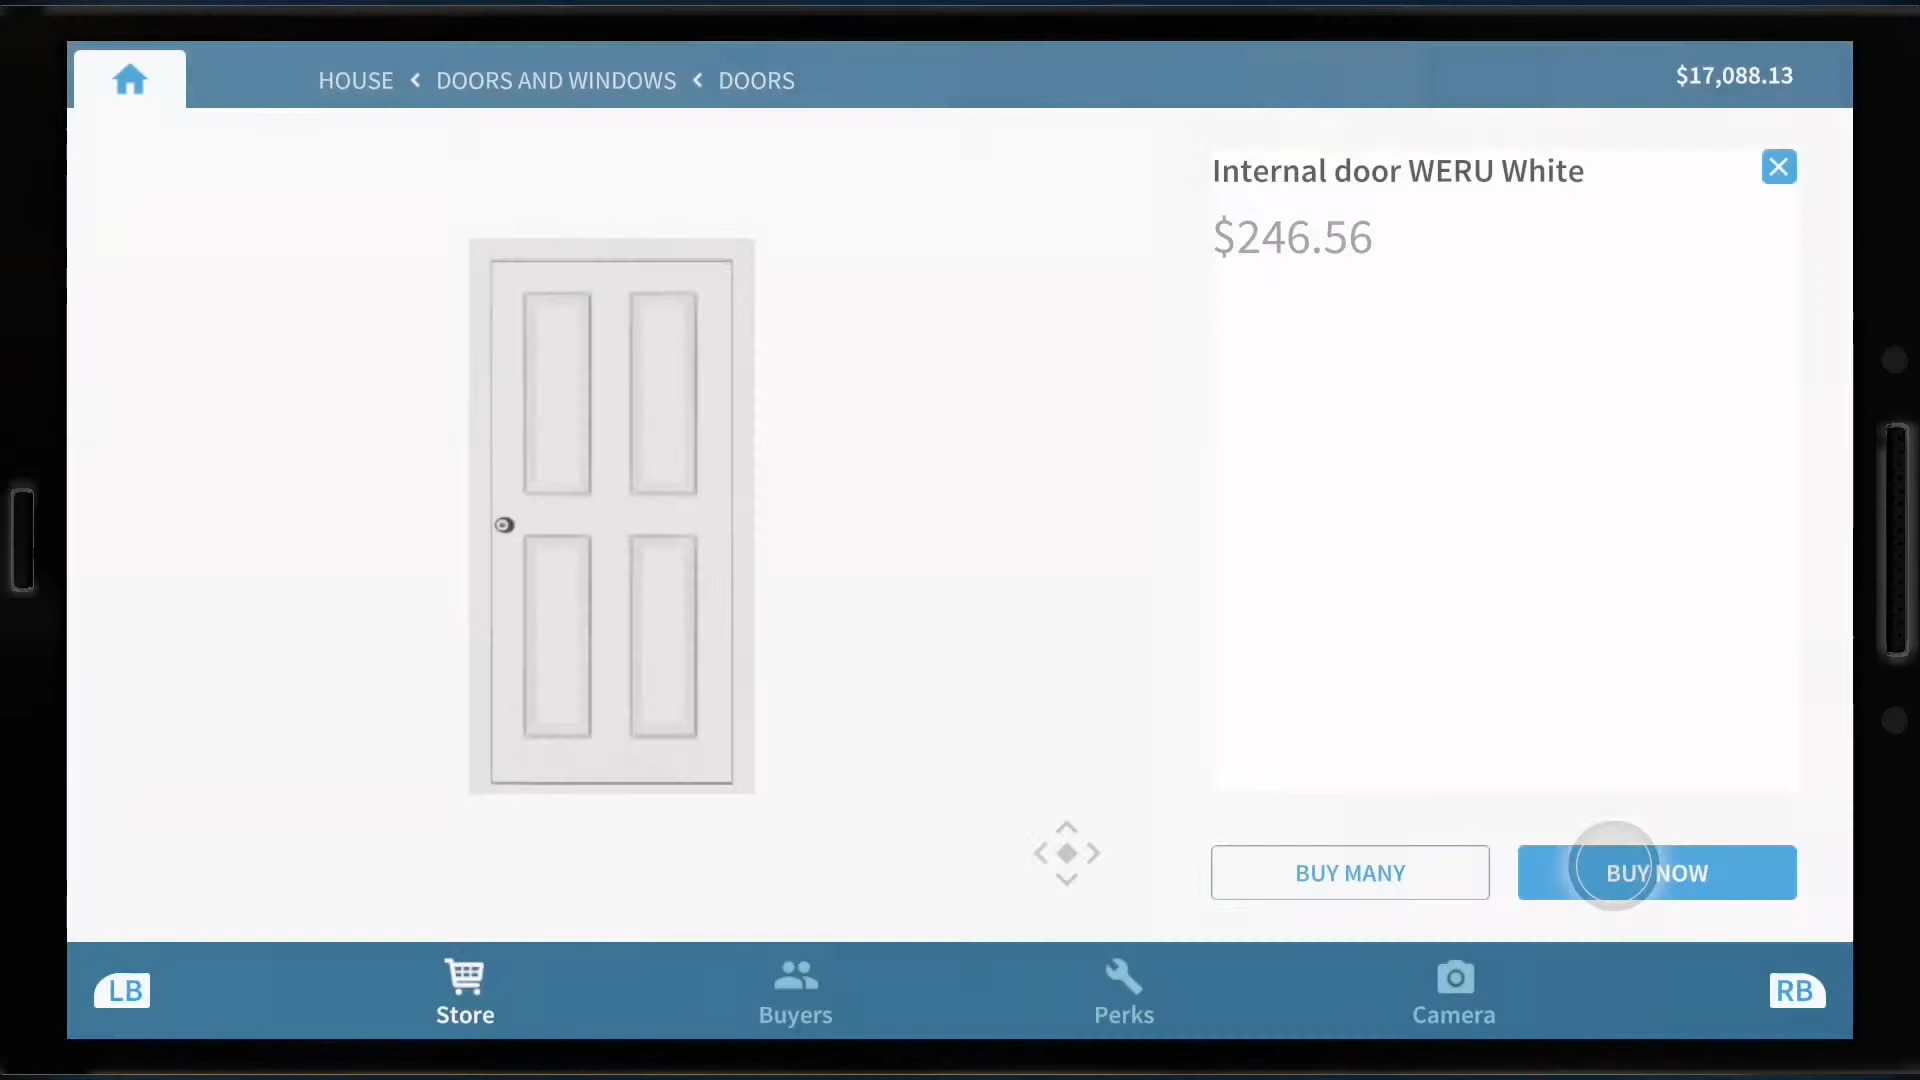 HOUSE < DOORS AND WINDOWS < DOORS
$17,088.13
Internal door WERU White
$246.56
BUY MANY
BUY NOW
LB
Store
Buyers
Perks
Camera
RB